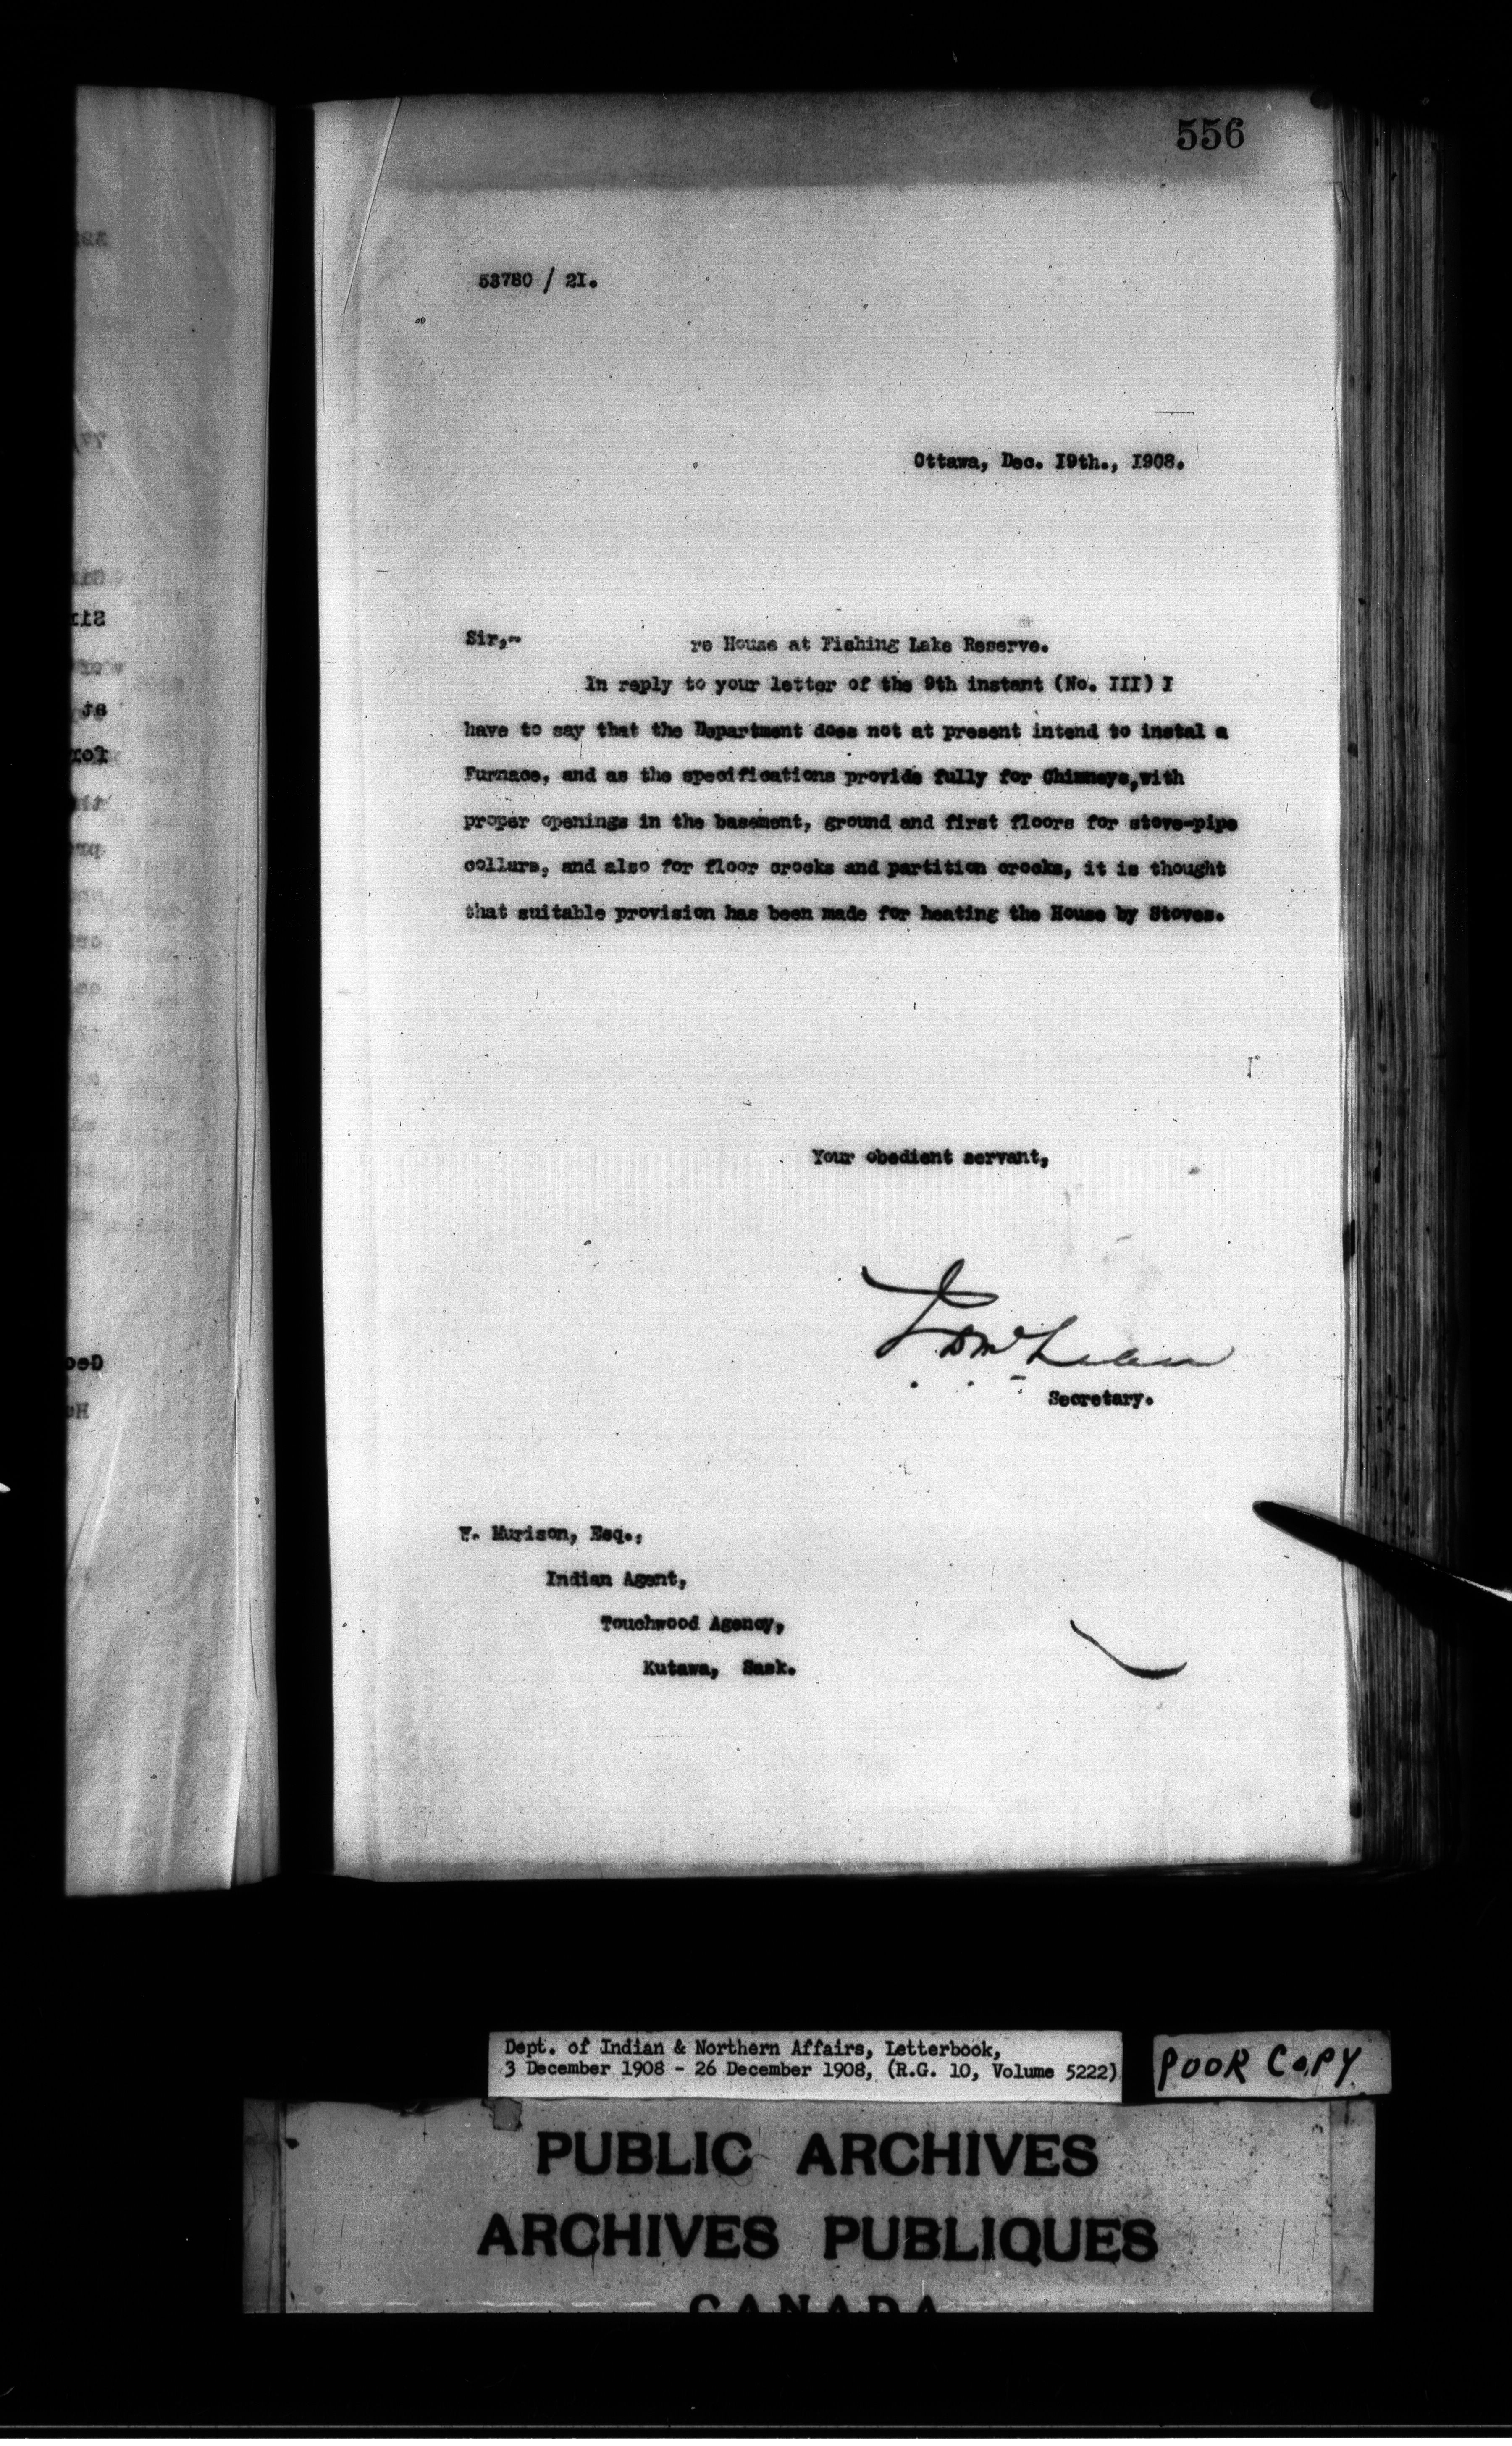 556
53780 / 2I.
Ottawa, Dec. I9th., I908.
Sir,-
re House at Fishing Lake Reserve.
In reply to your letter of the 9th instant (No. III) I
have to say that the Department does not at present intend to instal a
Furnace, and as the specifications provide fully for Chimneys,with
proper openings in the basement, ground and first floors for stove-pipe
collars, and also for floor crocks and partition crocks, it is thought
that suitable provision has been made for heating the House by Stoves.
Your obedient servant,
Secretary.
W. Murison, Esq.,
Indian Agent,
Touchwood Agency,
Kutawa, Sask.
Dept. of Indian & Northern Affairs, Letterbook,
3 December 1908 - 26 December 1908, (R.G. 10, Volume 5222)
POOR COPY
PUBLIC ARCHIVES
ARCHIVES PUBLIQUES
CANADA